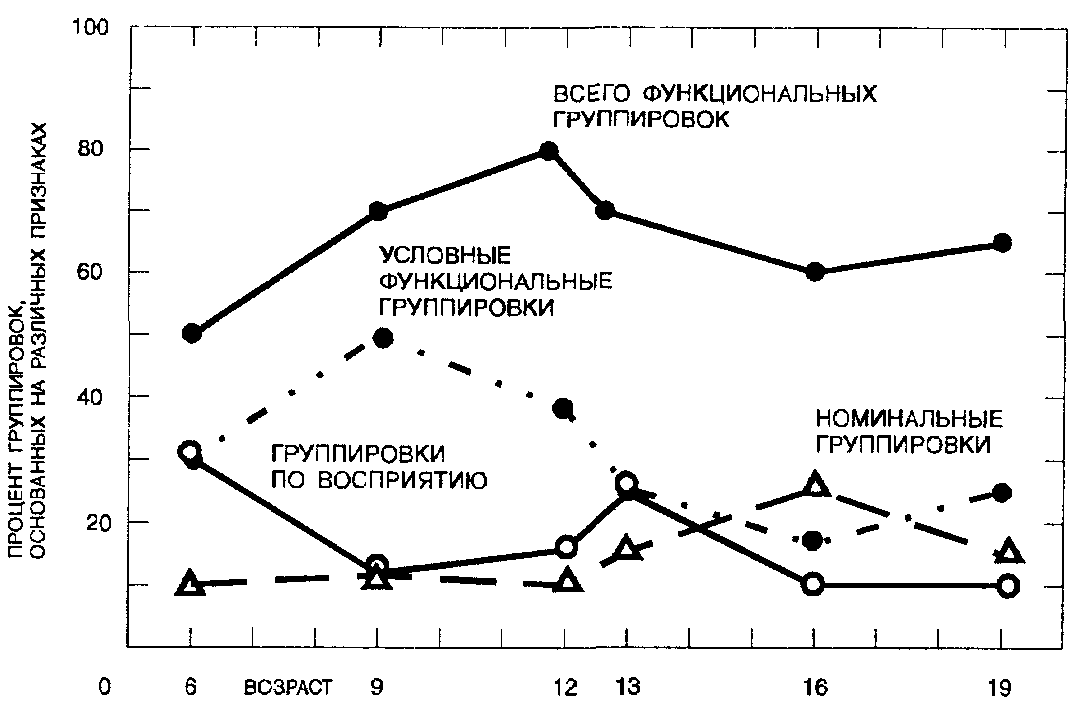 ПРОЦЕНТ ГРУППИРОВОК,
ОСНОВАННЫХ НА РАЗЛИЧНЫХ ПРИЗНАКАХ
100
80
60
40
20
0
ВСЕГО ФУНКЦИОНАЛЬНЫХ
ГРУППИРОВОК
УСЛОВНЫЕ
ФУНКЦИОНАЛЬНЫЕ
ГРУППИРОВКИ
НОМИНАЛЬНЫЕ
ГРУППИРОВКИ
ГРУППИРОВКИ
ПО ВОСПРИЯТИЮ
6 ВОЗРАСТ 9 12 13 16 19